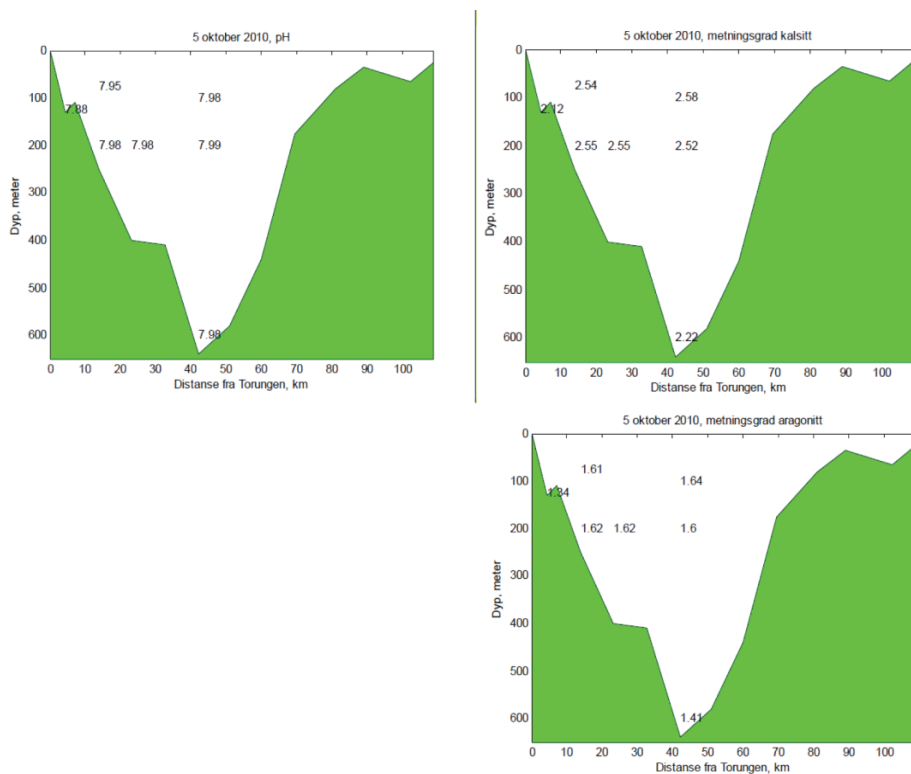 5 oktober 2010, pH
0
100
200
300
400
500
600
Dyp, meter
7.95
7.98
7.88
7.98 7.98 7.99
7.98
0 10 20 30 40 50 60 70 80 90 100
Distanse fra Torungen, km
5 oktober 2010, metningsgrad kalsitt
0
100
200
300
400
500
600
Dyp, meter
2.54
2.58
2.12
2.55 2.55 2.52
2.22
0 10 20 30 40 50 60 70 80 90 100
Distanse fra Torungen, km
5 oktober 2010, metningsgrad aragonitt
0
100
200
300
400
500
600
Dyp, meter
1.61
1.64
1.34
1.62 1.62 1.6
1.41
0 10 20 30 40 50 60 70 80 90 100
Distanse fra Torungen, km